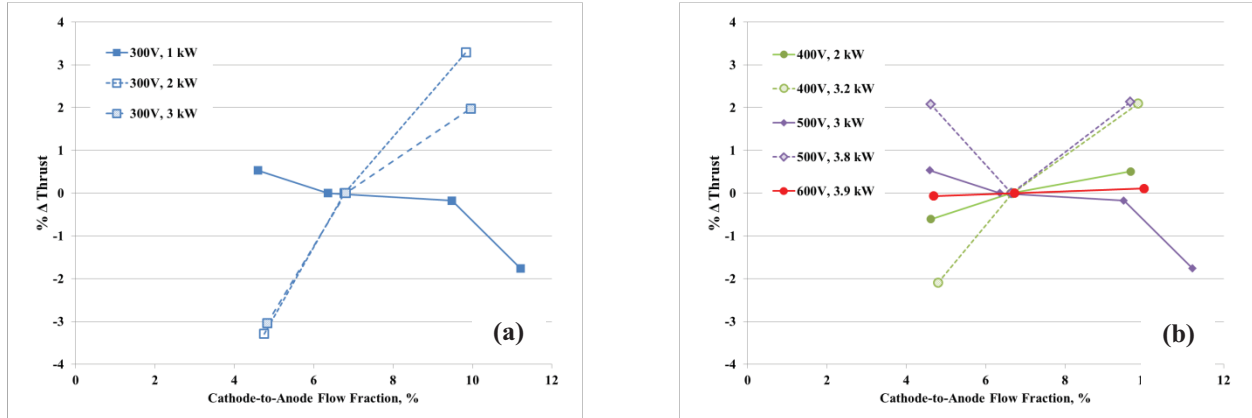 4
3
2
1
0
-1
-2
-3
-4
% Δ Thrust
300V, 1 kW
300V, 2 kW
300V, 3 kW
(a)
0 2 4 6 8 10 12
Cathode-to-Anode Flow Fraction, %
4
3
2
1
0
-1
-2
-3
-4
% Δ Thrust
400V, 2 kW
400V, 3.2 kW
500V, 3 kW
500V, 3.8 kW
600V, 3.9 kW
(b)
0 2 4 6 8 1 12
Cathode-to-Anode Flow Fraction, %